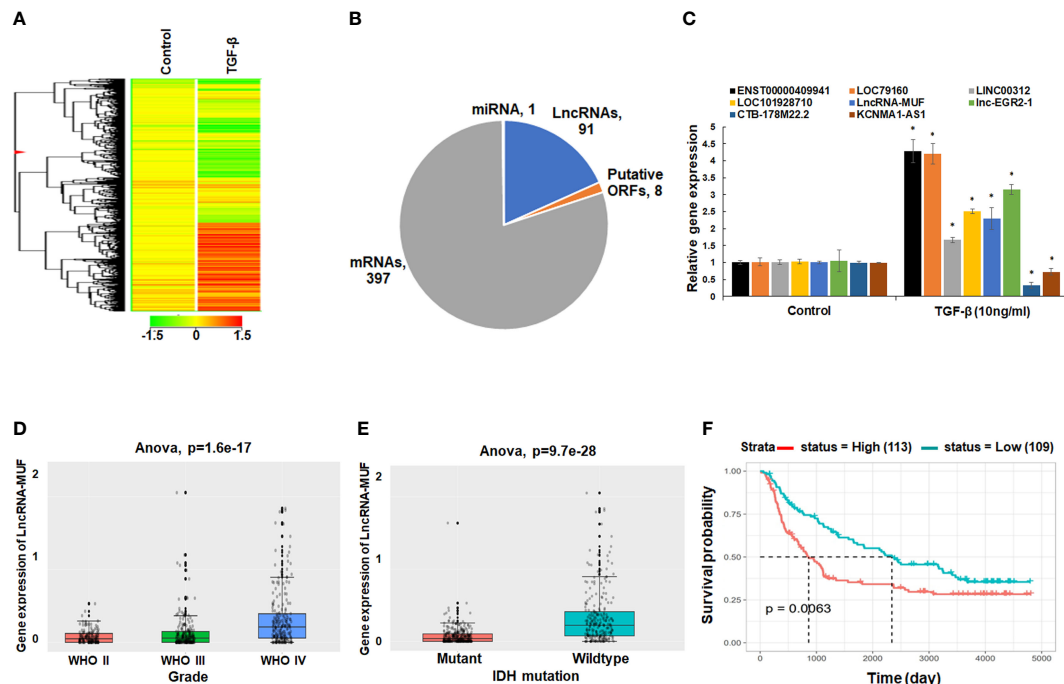 A
Control
TGF-β
-1.5
0
1.5
B
miRNA, 1
LncRNAs,
91
Putative
ORFs, 8
mRNAs,
397
C
ENST00000409941
LOC79160
LINC00312
LOC101928710
LncRNA-MUF
lnc-EGR2-1
CTB-178M22.2
KCNMA1-AS1
Relative gene expression
5
4.5
4
3.5
3
2.5
2
1.5
1
0.5
0
* * * * * * * *
Control
TGF-β (10ng/ml)
D
Anova, p=1.6e-17
Gene expression of LncRNA-MUF
2
1
0
WHO II
WHO III
WHO IV
Grade
E
Anova, p=9.7e-28
Gene expression of LncRNA-MUF
2
1
0
Mutant
Wildtype
IDH mutation
F
Strata status = High (113) status = Low (109)
Survival probability
1.00
0.75
0.50
0.25
0.00
p = 0.0063
0
1000
2000
3000
4000
5000
Time (day)